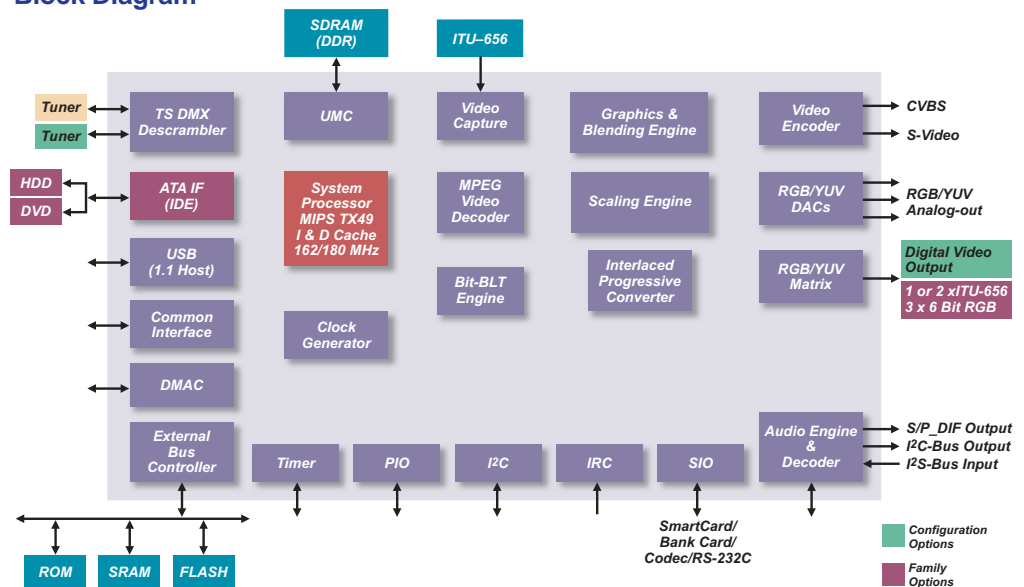 Block Diagram
SDRAM
(DDR)
ITU–656
Tuner
Tuner
TS DMX
Descrambler
UMC
Video
Capture
Graphics &
Blending Engine
Video
Encoder
CVBS
S-Video
HDD
DVD
ATA IF
(IDE)
System
Processor
MIPS TX49
I & D Cache
162/180 MHz
MPEG
Video
Decoder
Scaling Engine
RGB/YUV
DACs
RGB/YUV
Analog-out
USB
(1.1 Host)
Bit-BLT
Engine
Interlaced
Progressive
Converter
RGB/YUV
Matrix
Digital Video
Output
1 or 2 xITU-656
3 x 6 Bit RGB
Common
Interface
Clock
Generator
DMAC
External
Bus
Controller
Timer
PIO
I²C
IRC
SIO
Audio Engine
&
Decoder
S/P_DIF Output
I²C-Bus Output
I²S-Bus Input
SmartCard/
Bank Card/
Codec/RS-232C
ROM
SRAM
FLASH
Configuration
Options
Family
Options